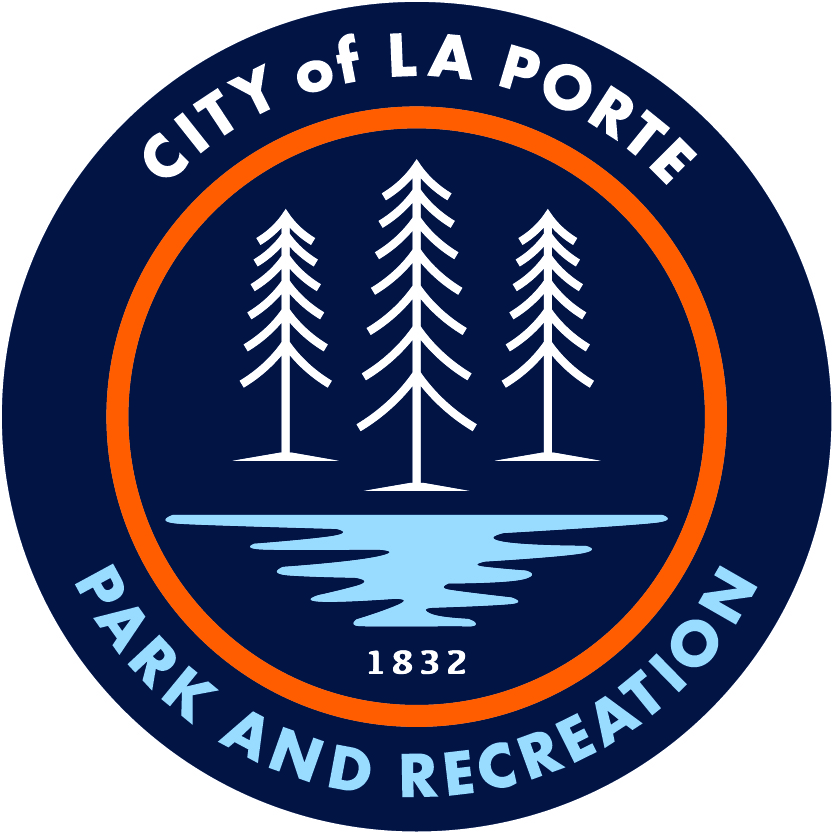 CITY of LA PORTE
1832
PARK AND RECREATION